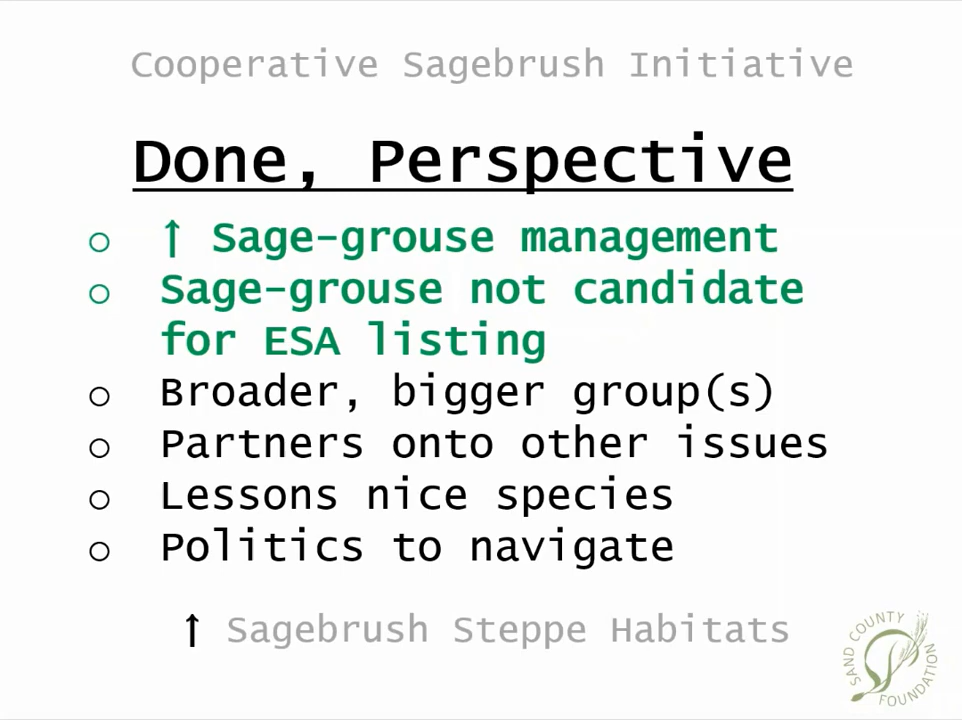 Cooperative Sagebrush Initiative
Done, Perspective
○ ↑ Sage-grouse management
○ Sage-grouse not candidate
for ESA listing
○ Broader, bigger group(s)
○ Partners onto other issues
○ Lessons nice species
○ Politics to navigate
↑ Sagebrush Steppe Habitats
SAND COUNTY
FOUNDATION